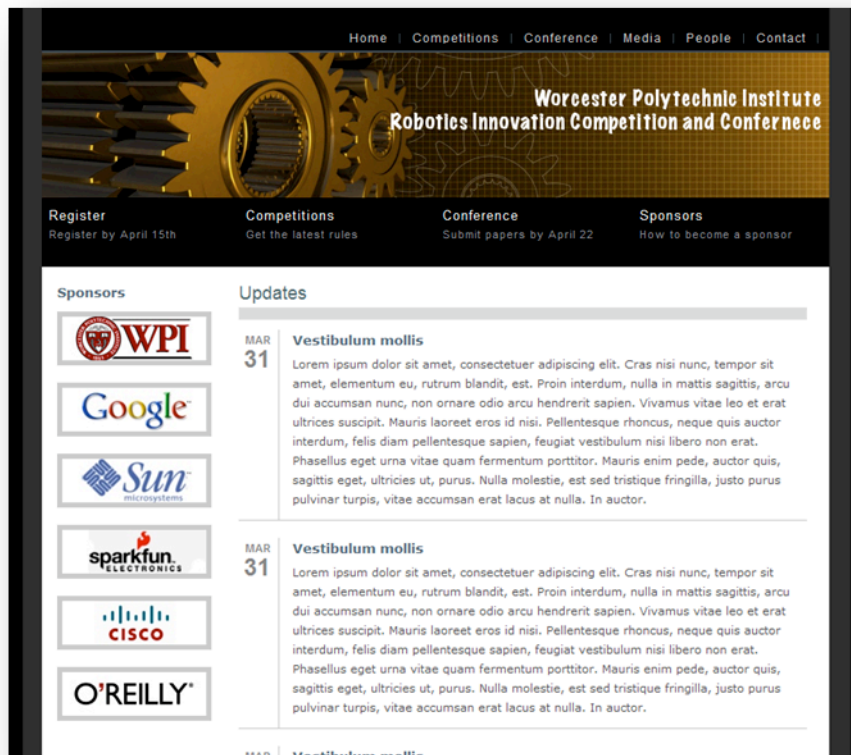 Home | Competitions | Conference | Media | People | Contact |
Worcester Polytechnic Institute
Robotics Innovation Competition and Confernece
Register
Register by April 15th
Competitions
Get the latest rules
Conference
Submit papers by April 22
Sponsors
How to become a sponsor
Sponsors
WPI
Google
Sun
microsystems
sparkfun
ELECTRONICS
CISCO
O'REILLY
Updates
MAR
31
Vestibulum mollis
Lorem ipsum dolor sit amet, consectetuer adipiscing elit. Cras nisi nunc, tempor sit
amet, elementum eu, rutrum blandit, est. Proin interdum, nulla in mattis sagittis, arcu
dui accumsan nunc, non ornare odio arcu hendrerit sapien. Vivamus vitae leo et erat
ultrices suscipit. Mauris laoreet eros id nisi. Pellentesque rhoncus, neque quis auctor
interdum, felis diam pellentesque sapien, feugiat vestibulum nisi libero non erat.
Phasellus eget urna vitae quam fermentum porttitor. Mauris enim pede, auctor quis,
sagittis eget, ultricies ut, purus. Nulla molestie, est sed tristique fringilla, justo purus
pulvinar turpis, vitae accumsan erat lacus at nulla. In auctor.
MAR
31
Vestibulum mollis
Lorem ipsum dolor sit amet, consectetuer adipiscing elit. Cras nisi nunc, tempor sit
amet, elementum eu, rutrum blandit, est. Proin interdum, nulla in mattis sagittis, arcu
dui accumsan nunc, non ornare odio arcu hendrerit sapien. Vivamus vitae leo et erat
ultrices suscipit. Mauris laoreet eros id nisi. Pellentesque rhoncus, neque quis auctor
interdum, felis diam pellentesque sapien, feugiat vestibulum nisi libero non erat.
Phasellus eget urna vitae quam fermentum porttitor. Mauris enim pede, auctor quis,
sagittis eget, ultricies ut, purus. Nulla molestie, est sed tristique fringilla, justo purus
pulvinar turpis, vitae accumsan erat lacus at nulla. In auctor.